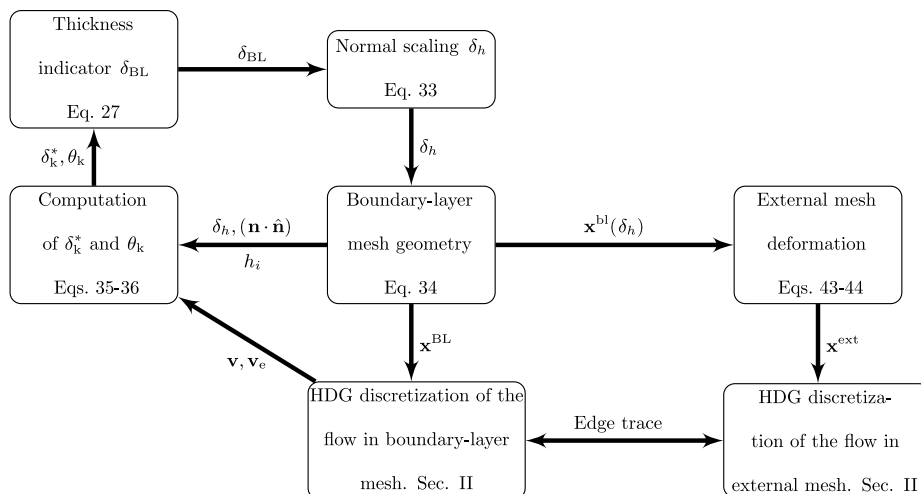 Thickness
indicator δ_BL
Eq. 27
δ_BL
Normal scaling δ_h
Eq. 33
δ*_k, θ_k
δ_h
Computation
of δ*_k and θ_k
Eqs. 35-36
δ_h, (n · n̂)
h_i
Boundary-layer
mesh geometry
Eq. 34
x^bl(δ_h)
External mesh
deformation
Eqs. 43-44
v, v_e
x^BL
x^ext
HDG discretization of the
flow in boundary-layer
mesh. Sec. II
Edge trace
HDG discretiza-
tion of the flow in
external mesh. Sec. II